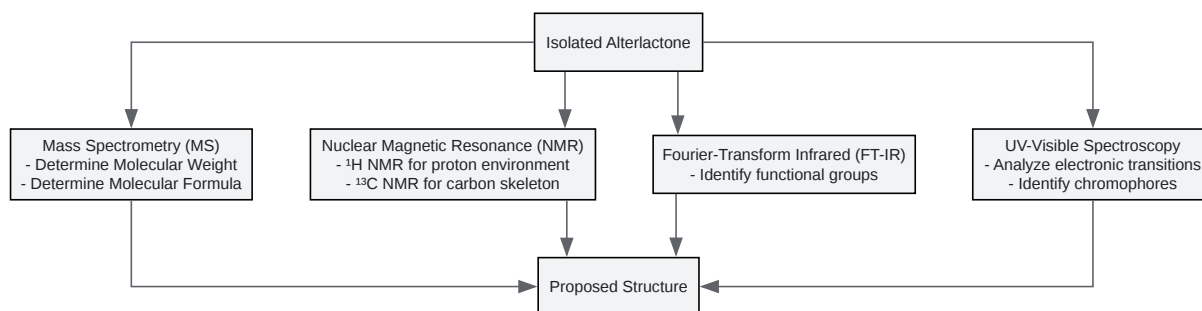 Isolated Alterlactone
Mass Spectrometry (MS)
- Determine Molecular Weight
- Determine Molecular Formula
Nuclear Magnetic Resonance (NMR)
- ¹H NMR for proton environment
- ¹³C NMR for carbon skeleton
Fourier-Transform Infrared (FT-IR)
- Identify functional groups
UV-Visible Spectroscopy
- Analyze electronic transitions
- Identify chromophores
Proposed Structure